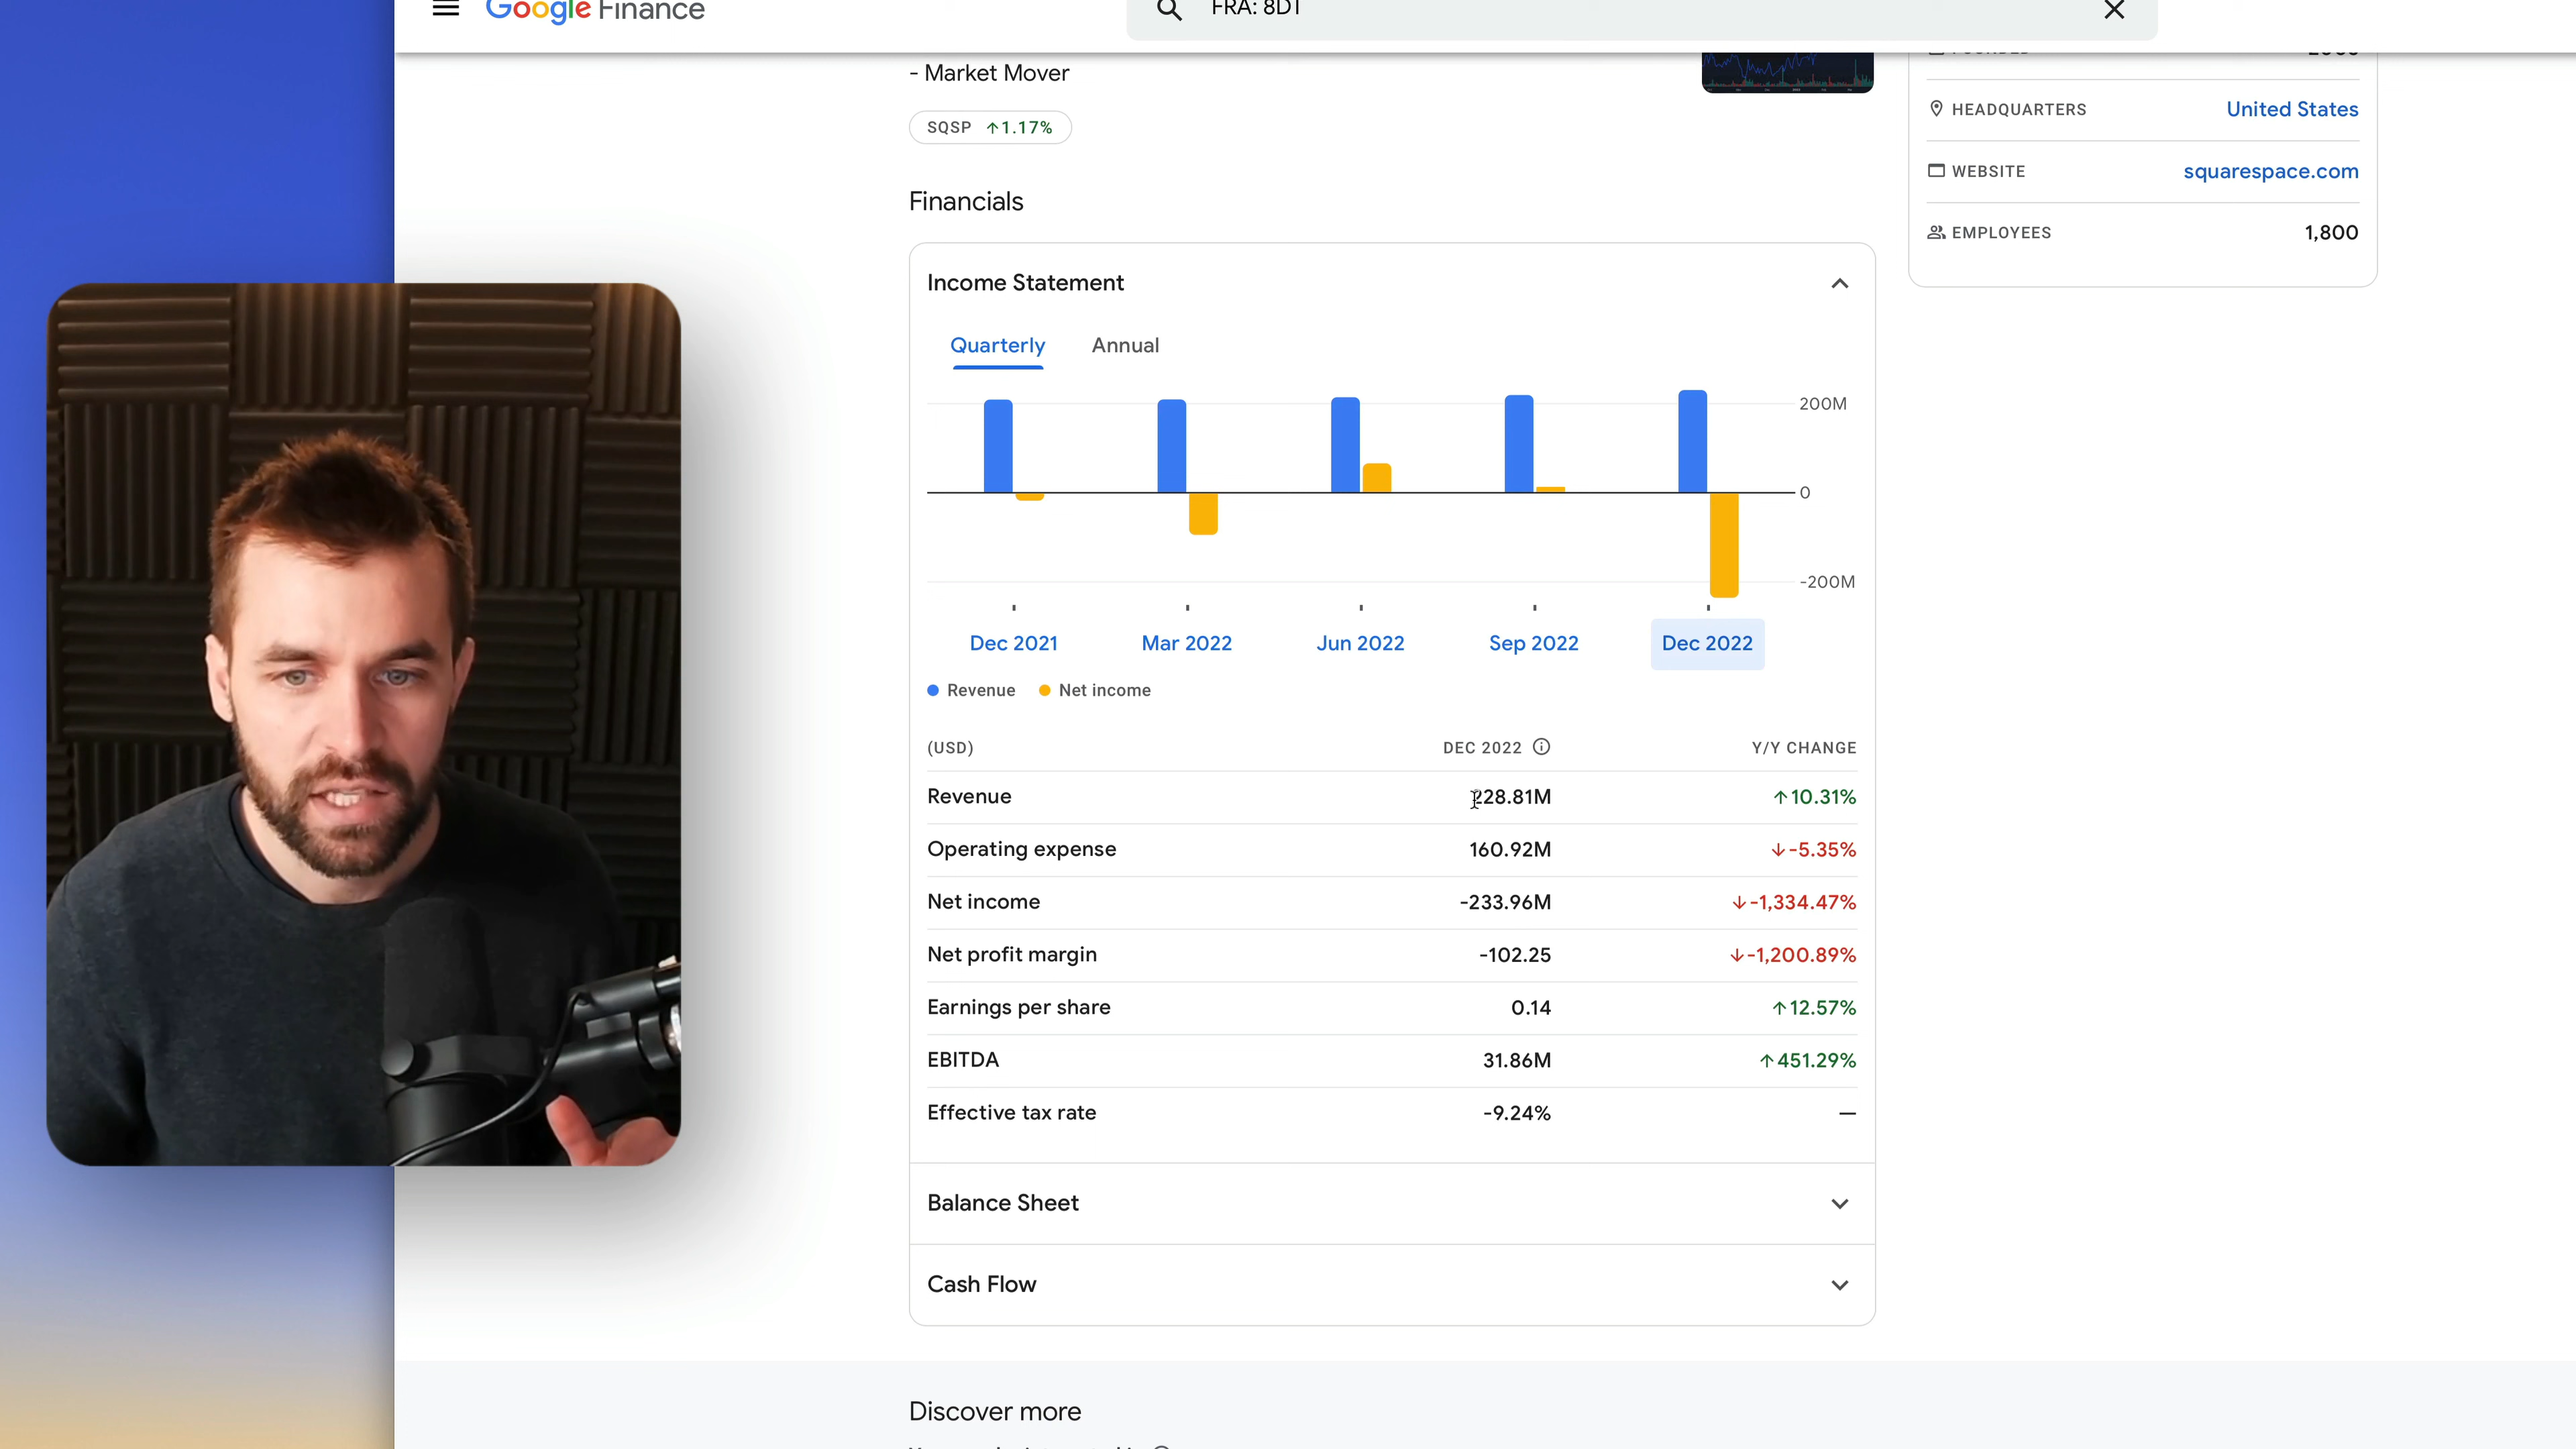 Google Finance
FRA: 8DT
- Market Mover
SQSP ↑1.17%
HEADQUARTERS United States
WEBSITE squarespace.com
EMPLOYEES 1,800
Financials
Income Statement
Quarterly Annual
200M
0
-200M
Dec 2021 Mar 2022 Jun 2022 Sep 2022 Dec 2022
Revenue Net income
(USD) DEC 2022 Y/Y CHANGE
Revenue 228.81M ↑10.31%
Operating expense 160.92M ↓-5.35%
Net income -233.96M ↓-1,334.47%
Net profit margin -102.25 ↓-1,200.89%
Earnings per share 0.14 ↑12.57%
EBITDA 31.86M ↑451.29%
Effective tax rate -9.24% —
Balance Sheet
Cash Flow
Discover more